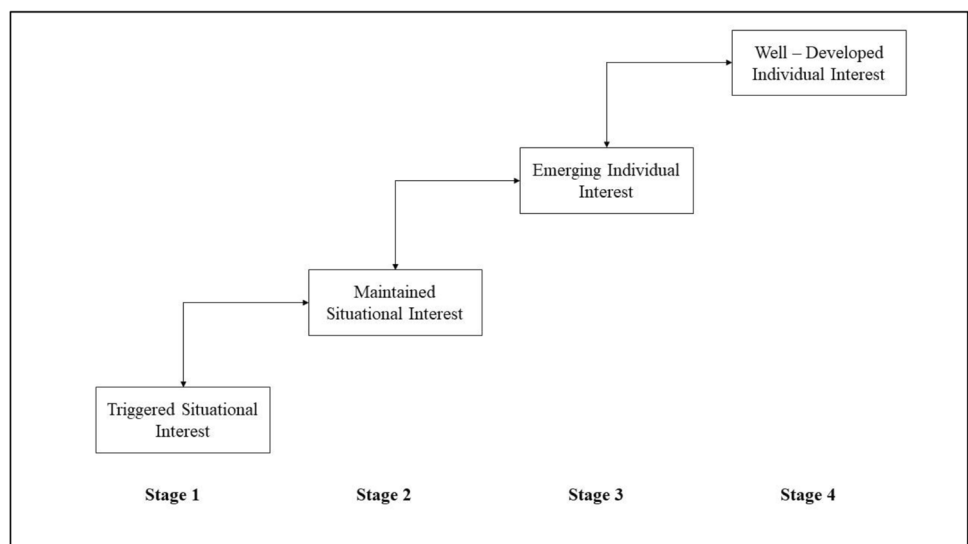 Well – Developed
Individual Interest
Emerging Individual
Interest
Maintained
Situational Interest
Triggered Situational
Interest
Stage 1
Stage 2
Stage 3
Stage 4